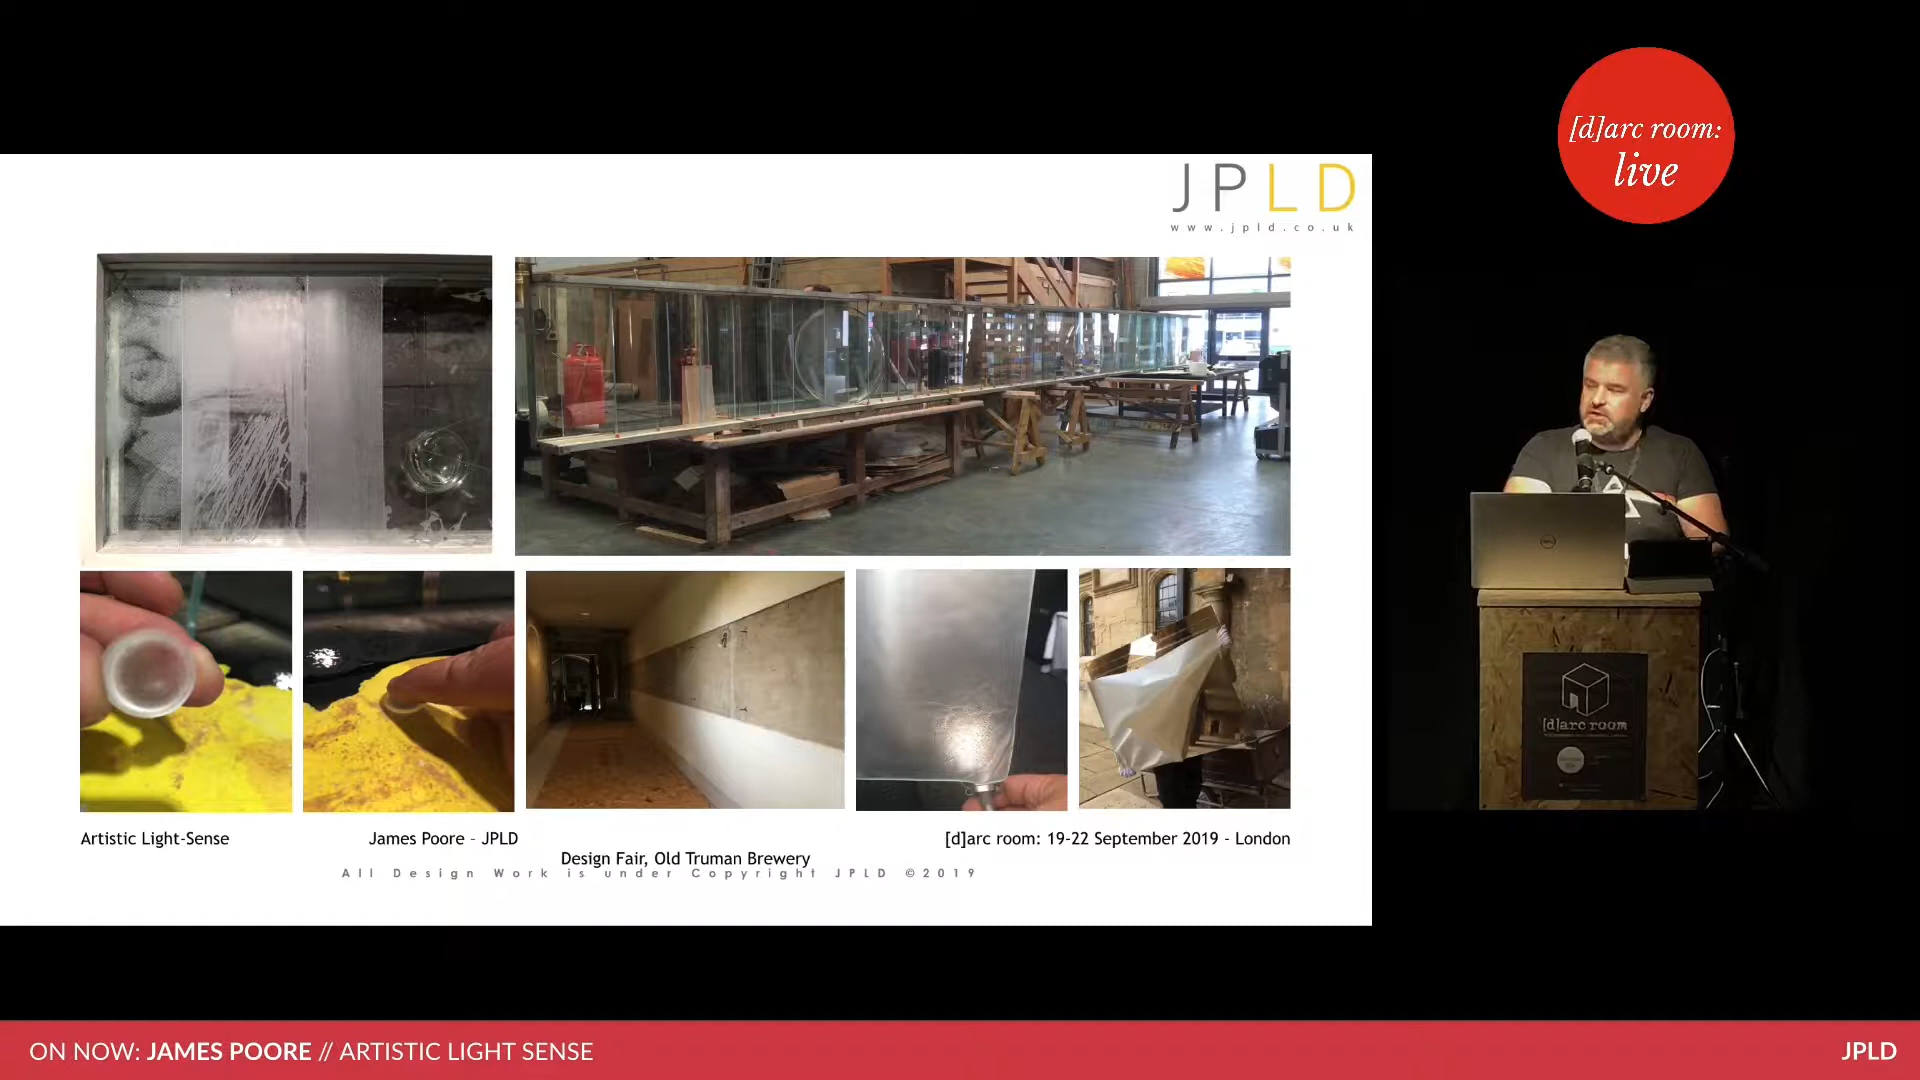 [d]arc room:
live
JPLD
www.jpld.co.uk
Artistic Light-Sense
James Poore - JPLD
[d]arc room: 19-22 September 2019 - London
Design Fair, Old Truman Brewery
All Design Work is under Copyright JPLD ©2019
[d]arc room
ON NOW: JAMES POORE // ARTISTIC LIGHT SENSE
JPLD